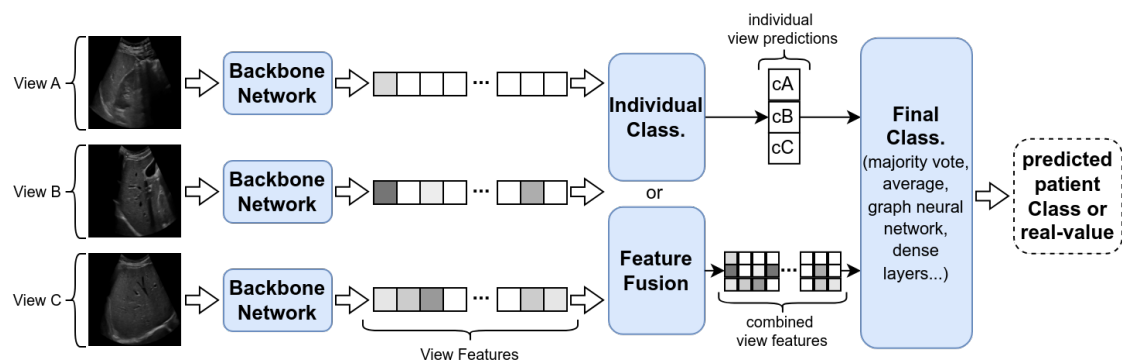 View A
Backbone
Network
...
View B
Backbone
Network
...
View C
Backbone
Network
...
View Features
Individual
Class.
or
Feature
Fusion
individual
view predictions
cA
cB
cC
...
combined
view features
Final
Class.
(majority vote,
average,
graph neural
network,
dense
layers...)
predicted
patient
Class or
real-value